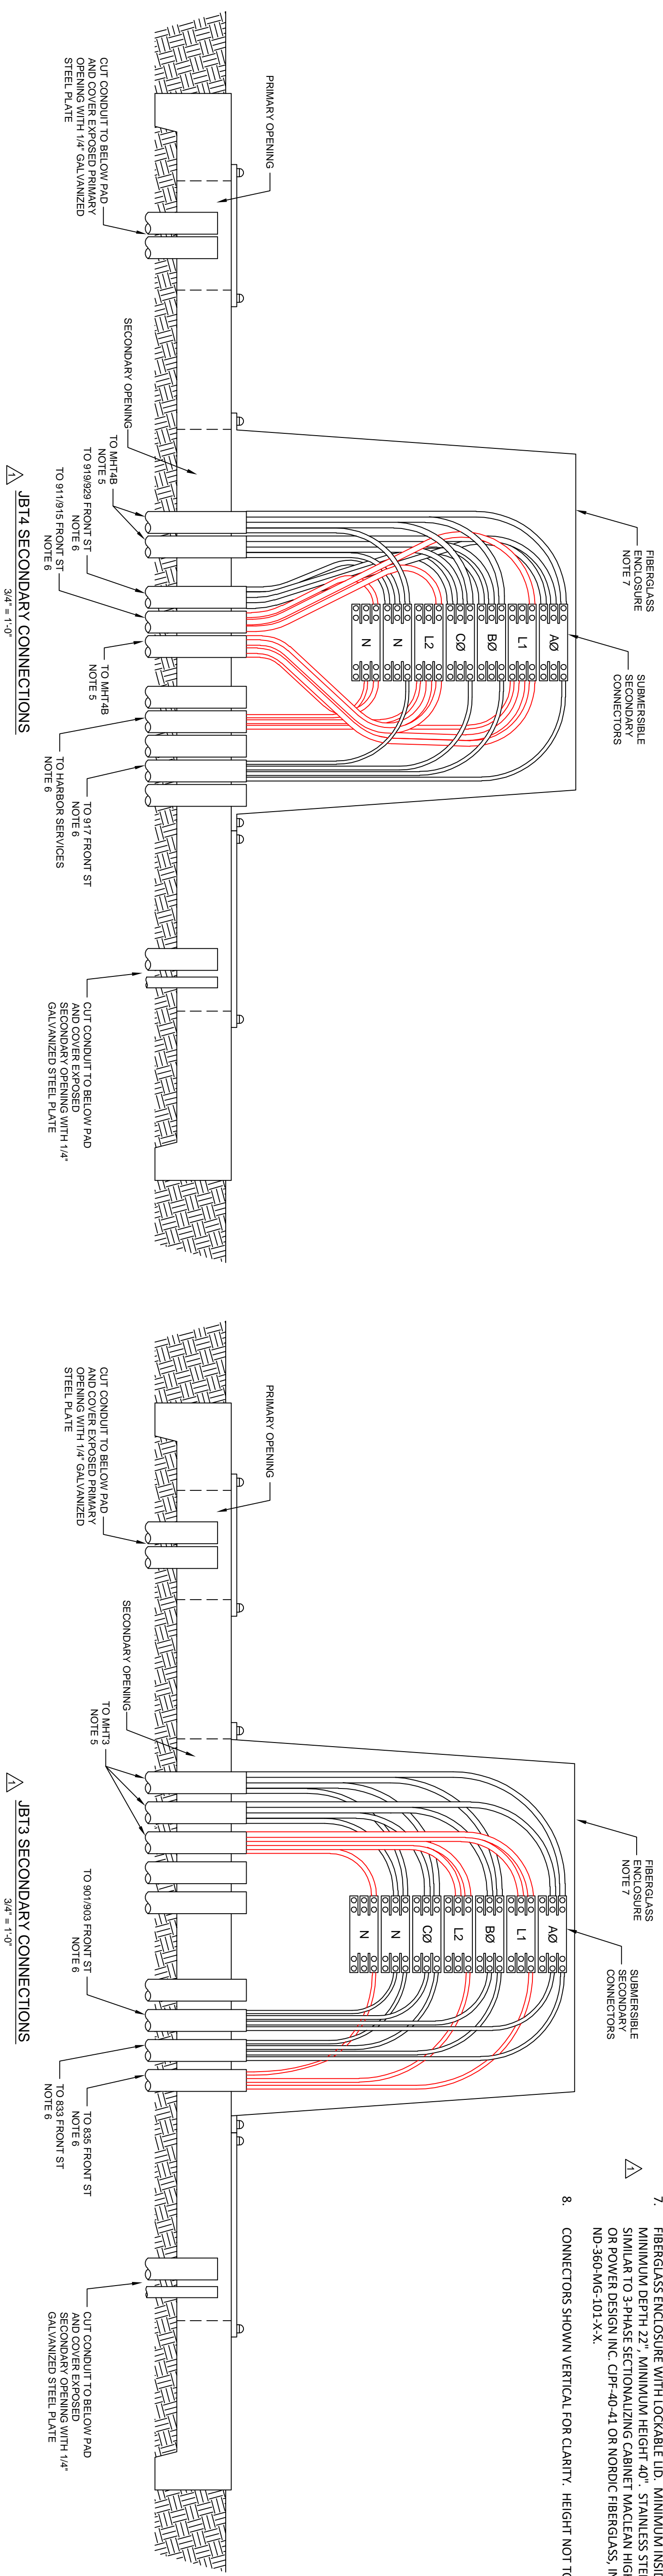 FIBERGLASS
ENCLOSURE
NOTE 7
SUBMERSIBLE
SECONDARY
CONNECTORS
AØ
L1
BØ
CØ
L2
N
N
PRIMARY OPENING
SECONDARY OPENING
CUT CONDUIT TO BELOW PAD
AND COVER EXPOSED PRIMARY
OPENING WITH 1/4" GALVANIZED
STEEL PLATE
TO MHT4B
NOTE 5
TO 919/929 FRONT ST
NOTE 6
TO 911/915 FRONT ST
NOTE 6
TO MHT4B
NOTE 5
TO 917 FRONT ST
NOTE 6
TO HARBOR SERVICES
NOTE 6
CUT CONDUIT TO BELOW PAD
AND COVER EXPOSED
SECONDARY OPENING WITH 1/4"
GALVANIZED STEEL PLATE
1
JBT4 SECONDARY CONNECTIONS
3/4" = 1'-0"
FIBERGLASS
ENCLOSURE
NOTE 7
SUBMERSIBLE
SECONDARY
CONNECTORS
AØ
L1
BØ
L2
CØ
N
N
PRIMARY OPENING
SECONDARY OPENING
CUT CONDUIT TO BELOW PAD
AND COVER EXPOSED PRIMARY
OPENING WITH 1/4" GALVANIZED
STEEL PLATE
TO MHT3
NOTE 5
TO 901/903 FRONT ST
NOTE 6
TO 835 FRONT ST
NOTE 6
TO 833 FRONT ST
NOTE 6
CUT CONDUIT TO BELOW PAD
AND COVER EXPOSED
SECONDARY OPENING WITH 1/4"
GALVANIZED STEEL PLATE
1
JBT3 SECONDARY CONNECTIONS
3/4" = 1'-0"
1
7. FIBERGLASS ENCLOSURE WITH LOCKABLE LID. MINIMUM
MINIMUM DEPTH 22", MINIMUM HEIGHT 40". STAINLESS
SIMILAR TO 3-PHASE SECTIONALIZING CABINET MACLEAN
OR POWER DESIGN INC. CJPF-40-41 OR NORDIC FIBERGLASS,
ND-360-MG-101-X-X.
8. CONNECTORS SHOWN VERTICAL FOR CLARITY. HEIGHT NOT